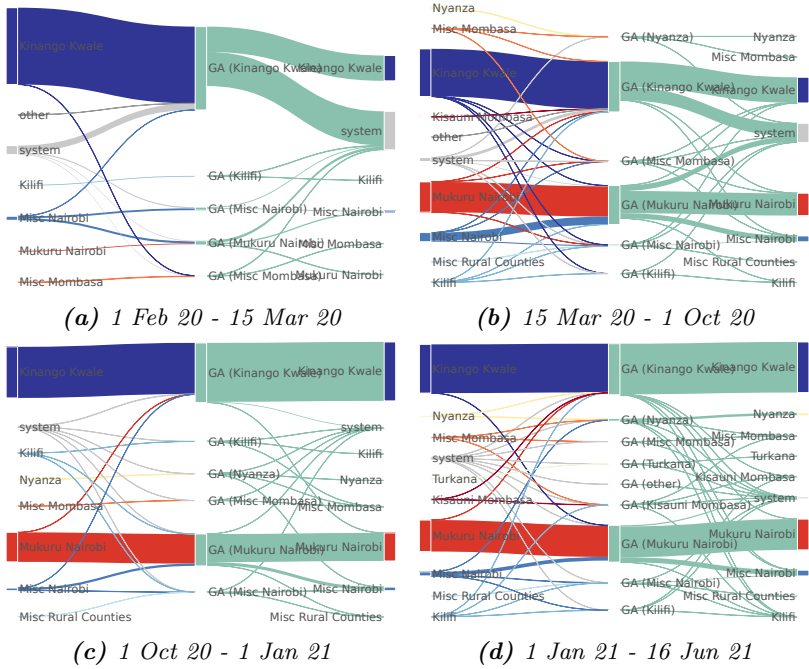 Kinango Kwale
GA (Kinango Kwale)
Kinango Kwale
other
system
system
Kilifi
GA (Kilifi)
Kilifi
Misc Nairobi
GA (Misc Nairobi)
Misc Nairobi
Mukuru Nairobi
GA (Mukuru Nairobi)
Misc Mombasa
Misc Mombasa
GA (Misc Mombasa)
Mukuru Nairobi
(a) 1 Feb 20 - 15 Mar 20
Nyanza
Misc Mombasa
GA (Nyanza)
Nyanza
Misc Mombasa
Kinango Kwale
GA (Kinango Kwale)
Kinango Kwale
Kisauni Mombasa
other
system
system
GA (Misc Mombasa)
Mukuru Nairobi
GA (Mukuru Nairobi)
Mukuru Nairobi
Misc Nairobi
GA (Misc Nairobi)
Misc Nairobi
Misc Rural Counties
Misc Rural Counties
Kilifi
GA (Kilifi)
Kilifi
(b) 15 Mar 20 - 1 Oct 20
Kinango Kwale
GA (Kinango Kwale)
Kinango Kwale
system
system
Kilifi
GA (Kilifi)
Kilifi
Nyanza
GA (Nyanza)
Nyanza
Misc Mombasa
GA (Misc Mombasa)
Misc Mombasa
Mukuru Nairobi
GA (Mukuru Nairobi)
Mukuru Nairobi
Misc Nairobi
GA (Misc Nairobi)
Misc Nairobi
Misc Rural Counties
Misc Rural Counties
(c) 1 Oct 20 - 1 Jan 21
Kinango Kwale
GA (Kinango Kwale)
Kinango Kwale
Nyanza
GA (Nyanza)
Nyanza
Misc Mombasa
GA (Misc Mombasa)
Misc Mombasa
system
GA (Turkana)
Turkana
Turkana
GA (other)
Kisauni Mombasa
Kisauni Mombasa
GA (Kisauni Mombasa)
system
Mukuru Nairobi
GA (Mukuru Nairobi)
Mukuru Nairobi
Misc Nairobi
GA (Misc Nairobi)
Misc Nairobi
Misc Rural Counties
Misc Rural Counties
Kilifi
GA (Kilifi)
Kilifi
(d) 1 Jan 21 - 16 Jun 21